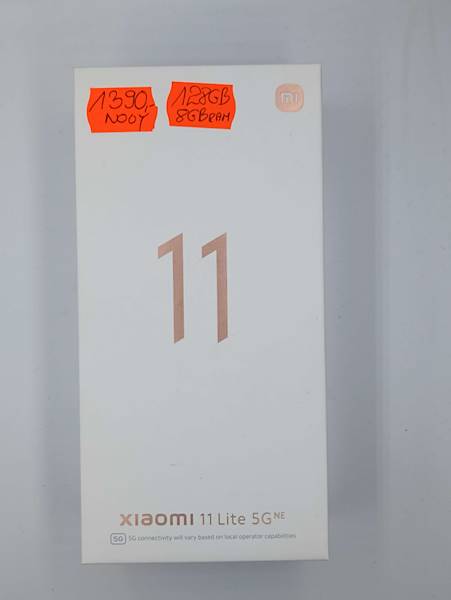 1390,-
NOWY
128GB
8GB RAM
mi
11
xiaomi 11 Lite 5G NE
5G 5G connectivity will vary based on local operator capabilities